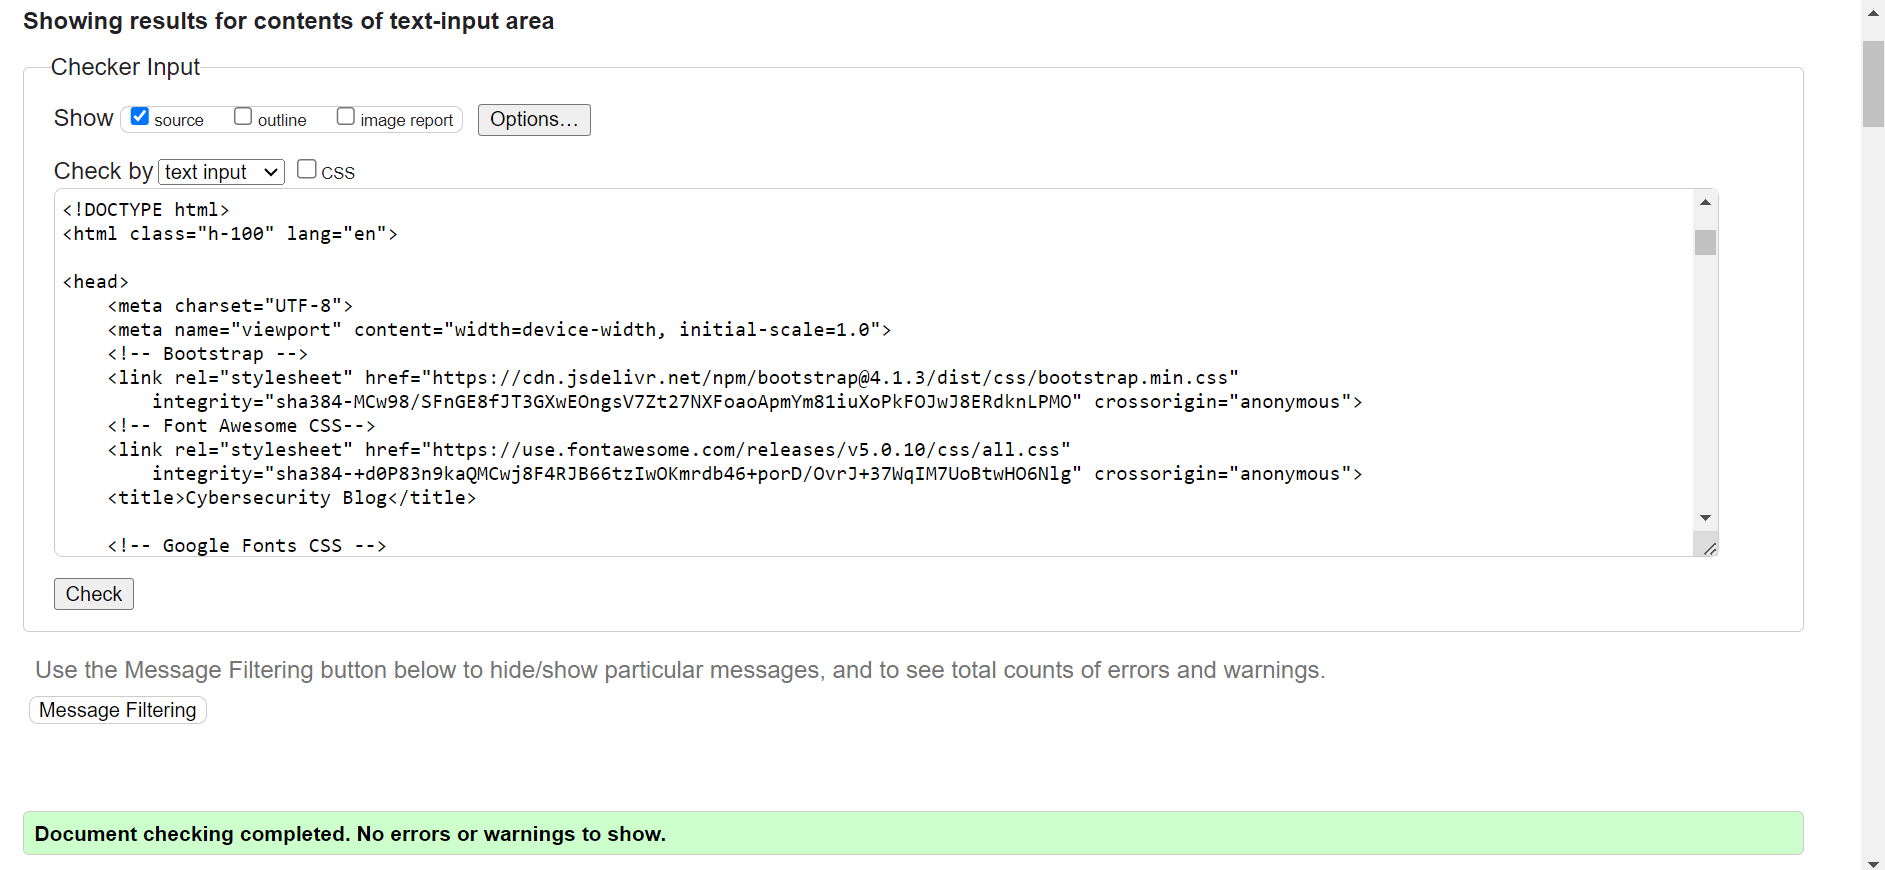 Showing results for contents of text-input area
Checker Input
Show source outline image report Options...
Check by text input CSS
<!DOCTYPE html>
<html class="h-100" lang="en">
<head>
<meta charset="UTF-8">
<meta name="viewport" content="width=device-width, initial-scale=1.0">
<!-- Bootstrap -->
<link rel="stylesheet" href="https://cdn.jsdelivr.net/npm/bootstrap@4.1.3/dist/css/bootstrap.min.css"
integrity="sha384-MCw98/SFnGE8fJT3GXwEOngsV7Zt27NXFoaoApmYm81iuXoPkFOJwJ8ERdknLPMO" crossorigin="anonymous">
<!-- Font Awesome CSS-->
<link rel="stylesheet" href="https://use.fontawesome.com/releases/v5.0.10/css/all.css"
integrity="sha384-+d0P83n9kaQMCwj8F4RJB66tzIwOKmrdb46+porD/OvrJ+37WqIM7UoBtwHO6Nlg" crossorigin="anonymous">
<title>Cybersecurity Blog</title>
<!-- Google Fonts CSS -->
Check
Use the Message Filtering button below to hide/show particular messages, and to see total counts of errors and warnings.
Message Filtering
Document checking completed. No errors or warnings to show.